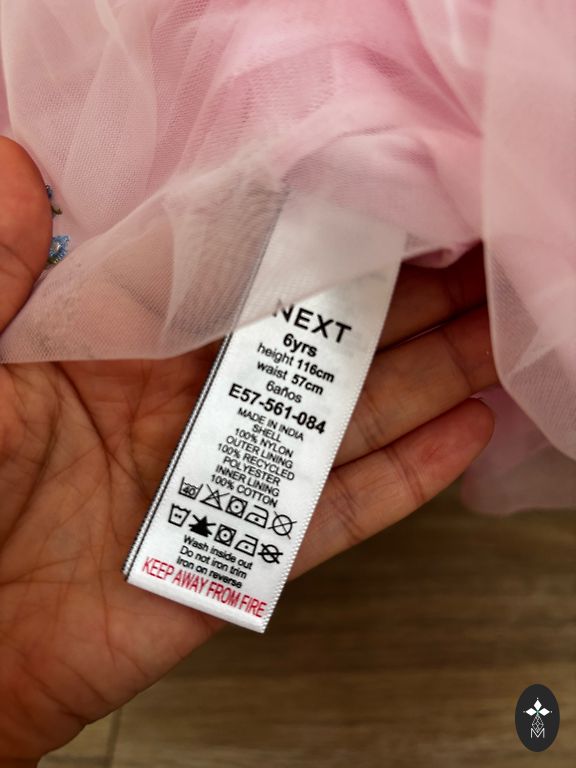 NEXT
6yrs
height 116cm
waist 57cm
6años
E57-561-084
MADE IN INDIA
SHELL
100% NYLON
OUTER LINING
100% RECYCLED
POLYESTER
INNER LINING
100% COTTON
40
Wash inside out
Do not iron trim
Iron on reverse
KEEP AWAY FROM FIRE
M